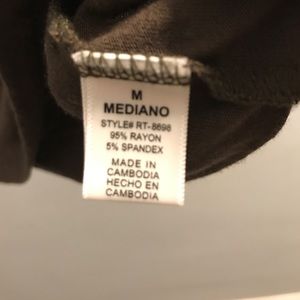 M
MEDIANO
STYLE# RT-8698
95% RAYON
5% SPANDEX
MADE IN
CAMBODIA
HECHO EN
CAMBODIA